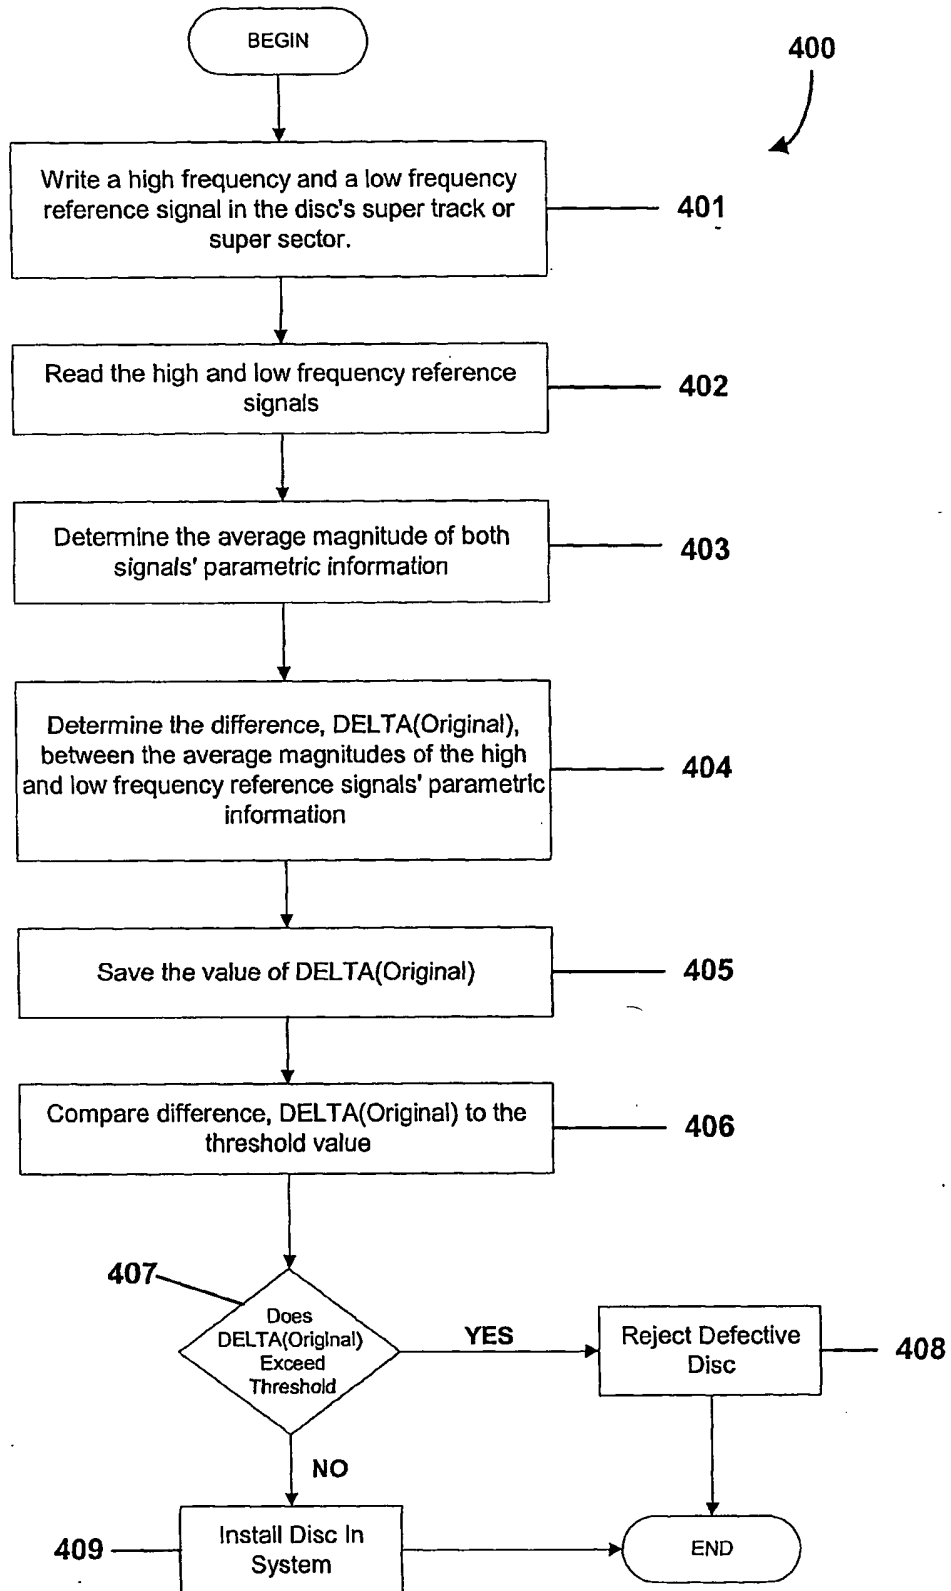 BEGIN
400
Write a high frequency and a low frequency
reference signal in the disc's super track or
super sector.
401
Read the high and low frequency reference
signals
402
Determine the average magnitude of both
signals' parametric information
403
Determine the difference, DELTA(Original),
between the average magnitudes of the high
and low frequency reference signals' parametric
information
404
Save the value of DELTA(Original)
405
Compare difference, DELTA(Original) to the
threshold value
406
407
Does
DELTA(Original)
Exceed
Threshold
YES
Reject Defective
Disc
408
NO
409
Install Disc In
System
END